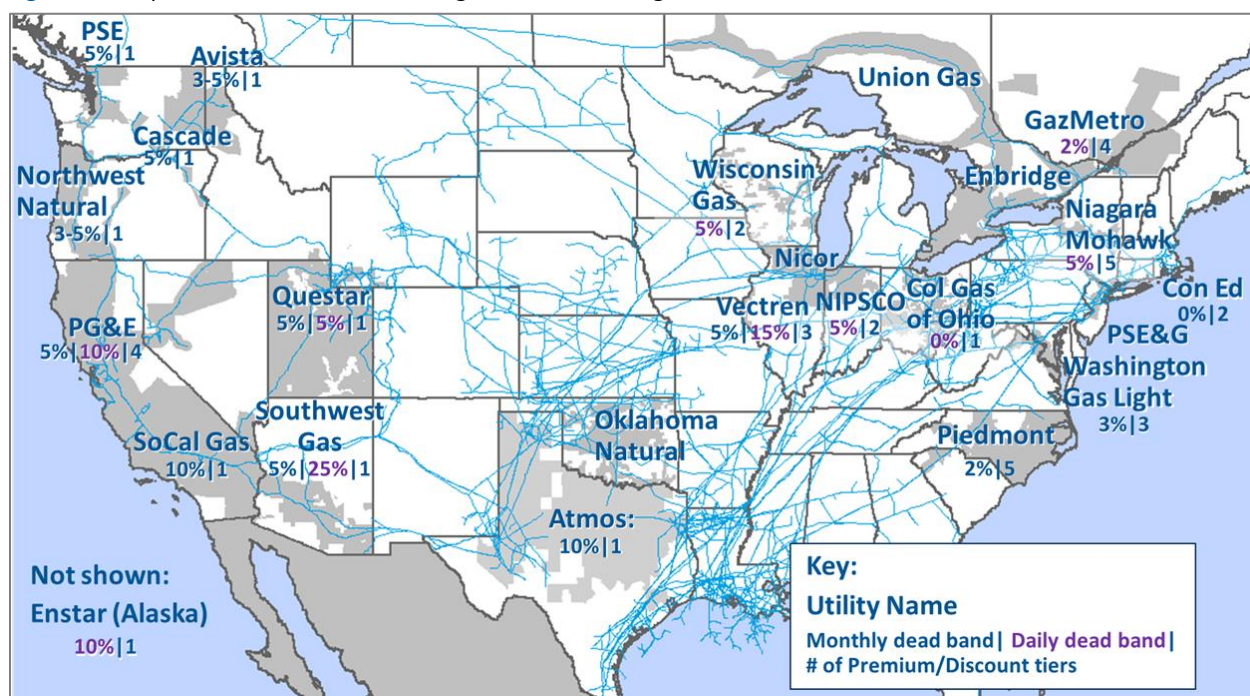 PSE
5%|1
Avista
3-5%|1
Cascade
5%|1
Northwest
Natural
3-5%|1
Union Gas
GazMetro
2%|4
Enbridge
Wisconsin
Gas
5%|2
Niagara
Mohawk
5%|5
Nicor
Questar
5%|5%|1
Vectren
5%|15%|3
NIPSCO
5%|2
Col Gas
of Ohio
0%|1
Con Ed
0%|2
PG&E
5%|10%|4
PSE&G
Washington
Gas Light
3%|3
SoCal Gas
10%|1
Southwest
Gas
5%|25%|1
Oklahoma
Natural
Piedmont
2%|5
Atmos:
10%|1
Not shown:
Enstar (Alaska)
10%|1
Key:
Utility Name
Monthly dead band| Daily dead band|
# of Premium/Discount tiers